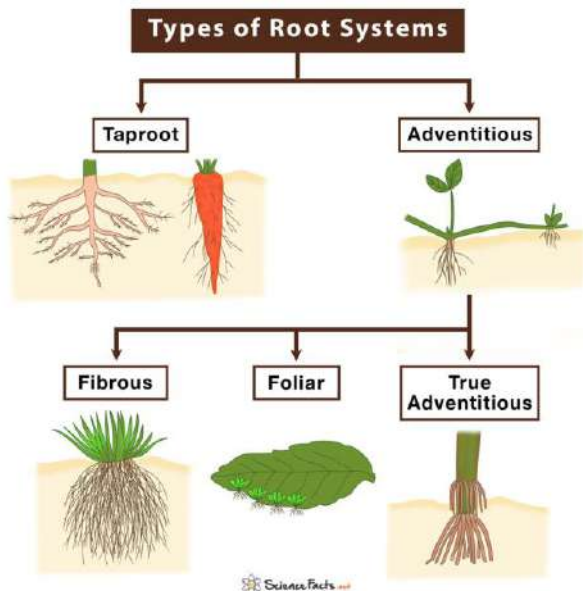 Types of Root Systems
Taproot
Adventitious
Fibrous
Foliar
True
Adventitious
ScienceFacts.net